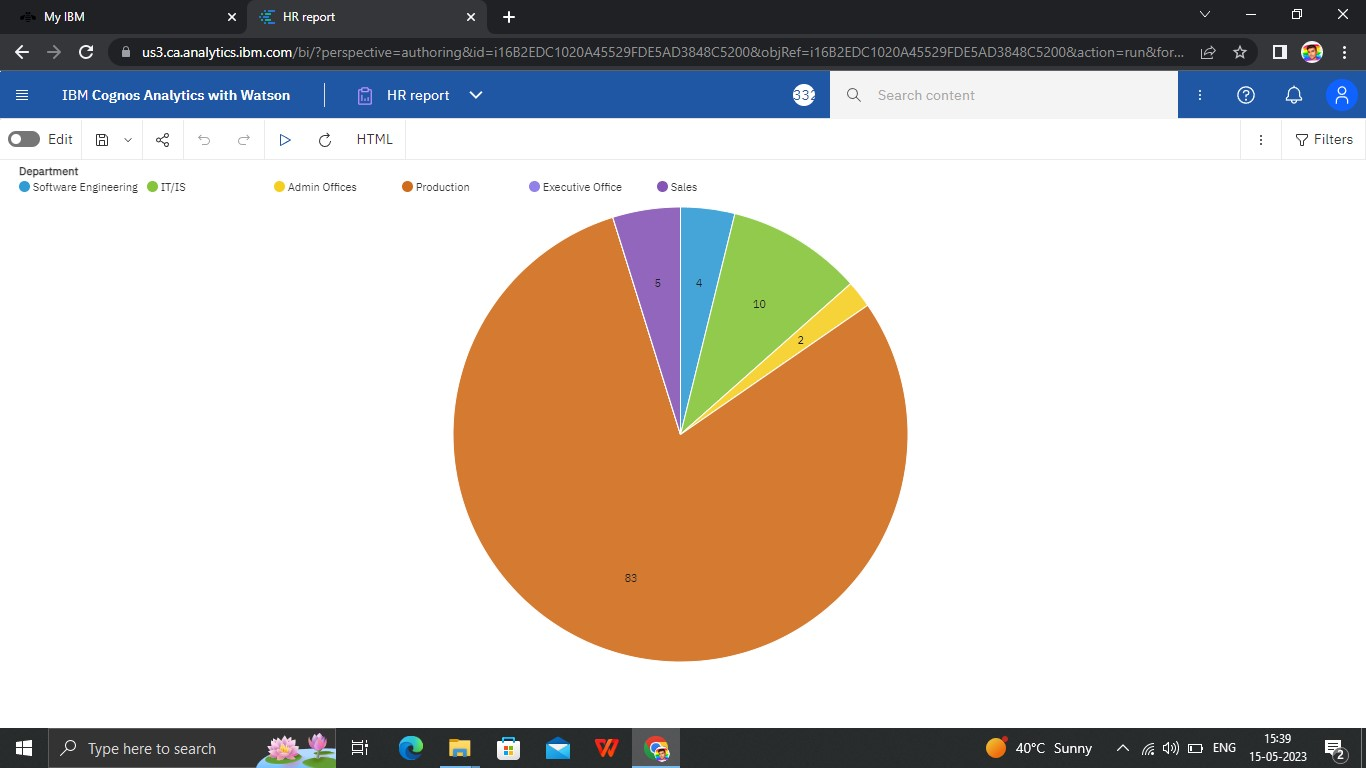 My IBM
HR report
us3.ca.analytics.ibm.com/bi/?perspective=authoring&id=i16B2EDC1020A45529FDE5AD3848C5200&objRef=i16B2EDC1020A45529FDE5AD3848C5200&action=run&for...
IBM Cognos Analytics with Watson
HR report
332
Search content
Edit
HTML
Filters
Department
Software Engineering IT/IS Admin Offices Production Executive Office Sales
5 4
10
2
83
Type here to search
W
40°C Sunny
ENG
15:39
15-05-2023
2